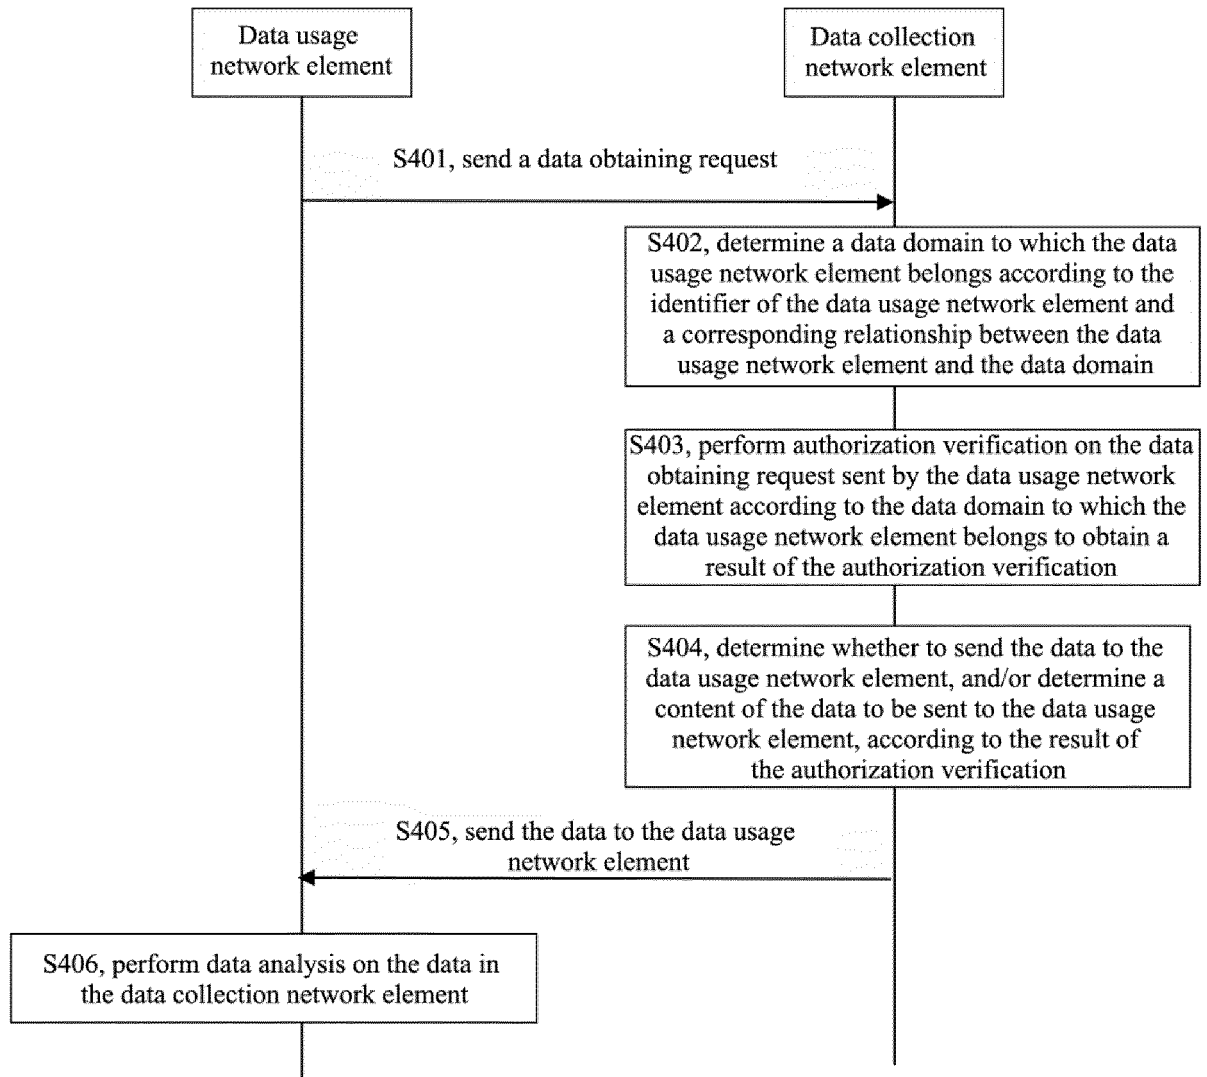 Data usage
network element
Data collection
network element
S401, send a data obtaining request
S402, determine a data domain to which the data
usage network element belongs according to the
identifier of the data usage network element and
a corresponding relationship between the data
usage network element and the data domain
S403, perform authorization verification on the data
obtaining request sent by the data usage network
element according to the data domain to which the
data usage network element belongs to obtain a
result of the authorization verification
S404, determine whether to send the data to the
data usage network element, and/or determine a
content of the data to be sent to the data usage
network element, according to the result of
the authorization verification
S405, send the data to the data usage
network element
S406, perform data analysis on the data in
the data collection network element